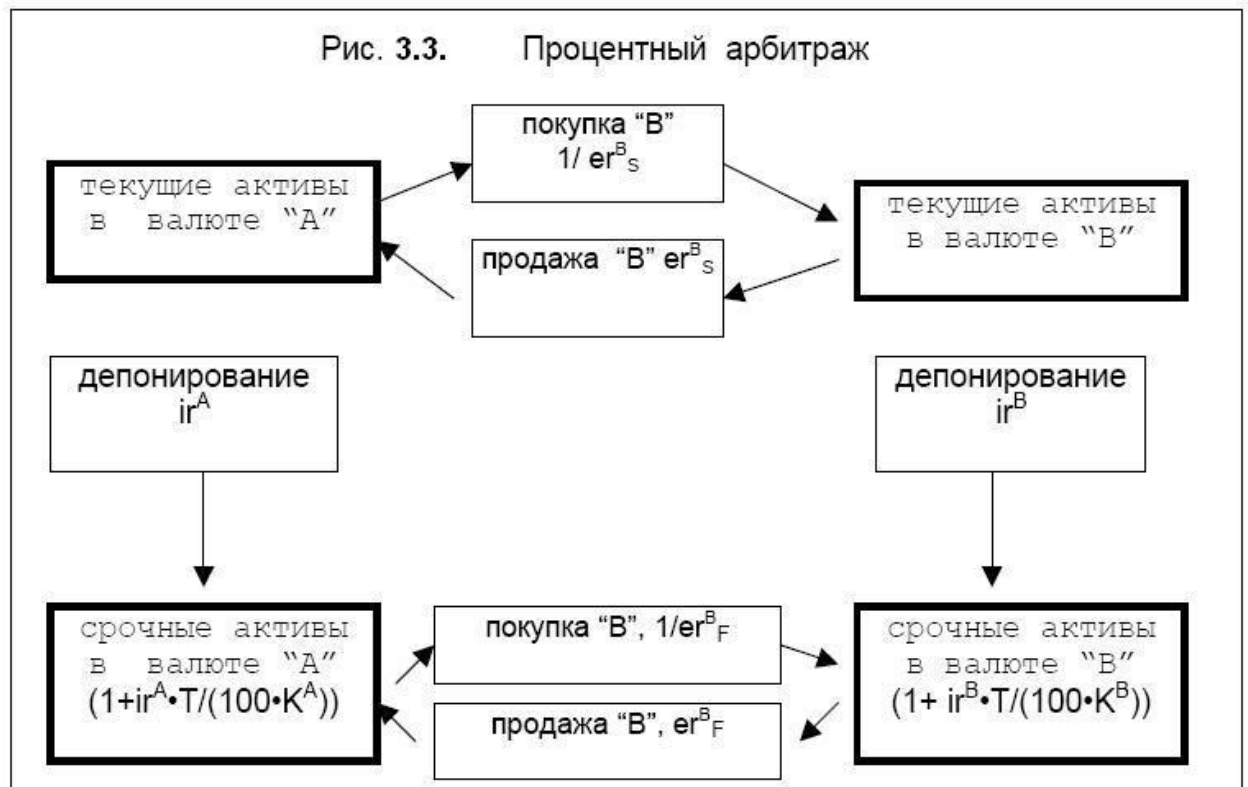 Рис. 3.3. Процентный арбитраж
покупка “В”
1/ er^B_S
текущие активы
в валюте “А”
текущие активы
в валюте “В”
продажа “В” er^B_S
депонирование
ir^A
депонирование
ir^B
срочные активы
в валюте “А”
(1+ir^A•T/(100•K^A))
покупка “В”, 1/er^B_F
продажа “В”, er^B_F
срочные активы
в валюте “В”
(1+ ir^B•T/(100•K^B))